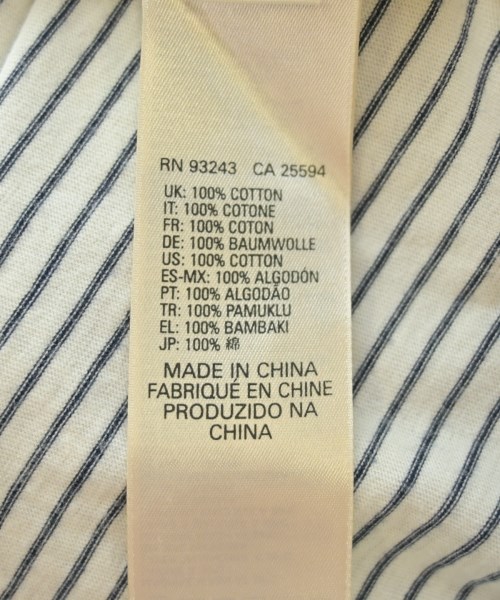 RN 93243 CA 25594
UK: 100% COTTON
IT: 100% COTONE
FR: 100% COTON
DE: 100% BAUMWOLLE
US: 100% COTTON
ES-MX: 100% ALGODÓN
PT: 100% ALGODÃO
TR: 100% PAMUKLU
EL: 100% BAMBAKI
JP: 100% 綿
MADE IN CHINA
FABRIQUÉ EN CHINE
PRODUZIDO NA
CHINA